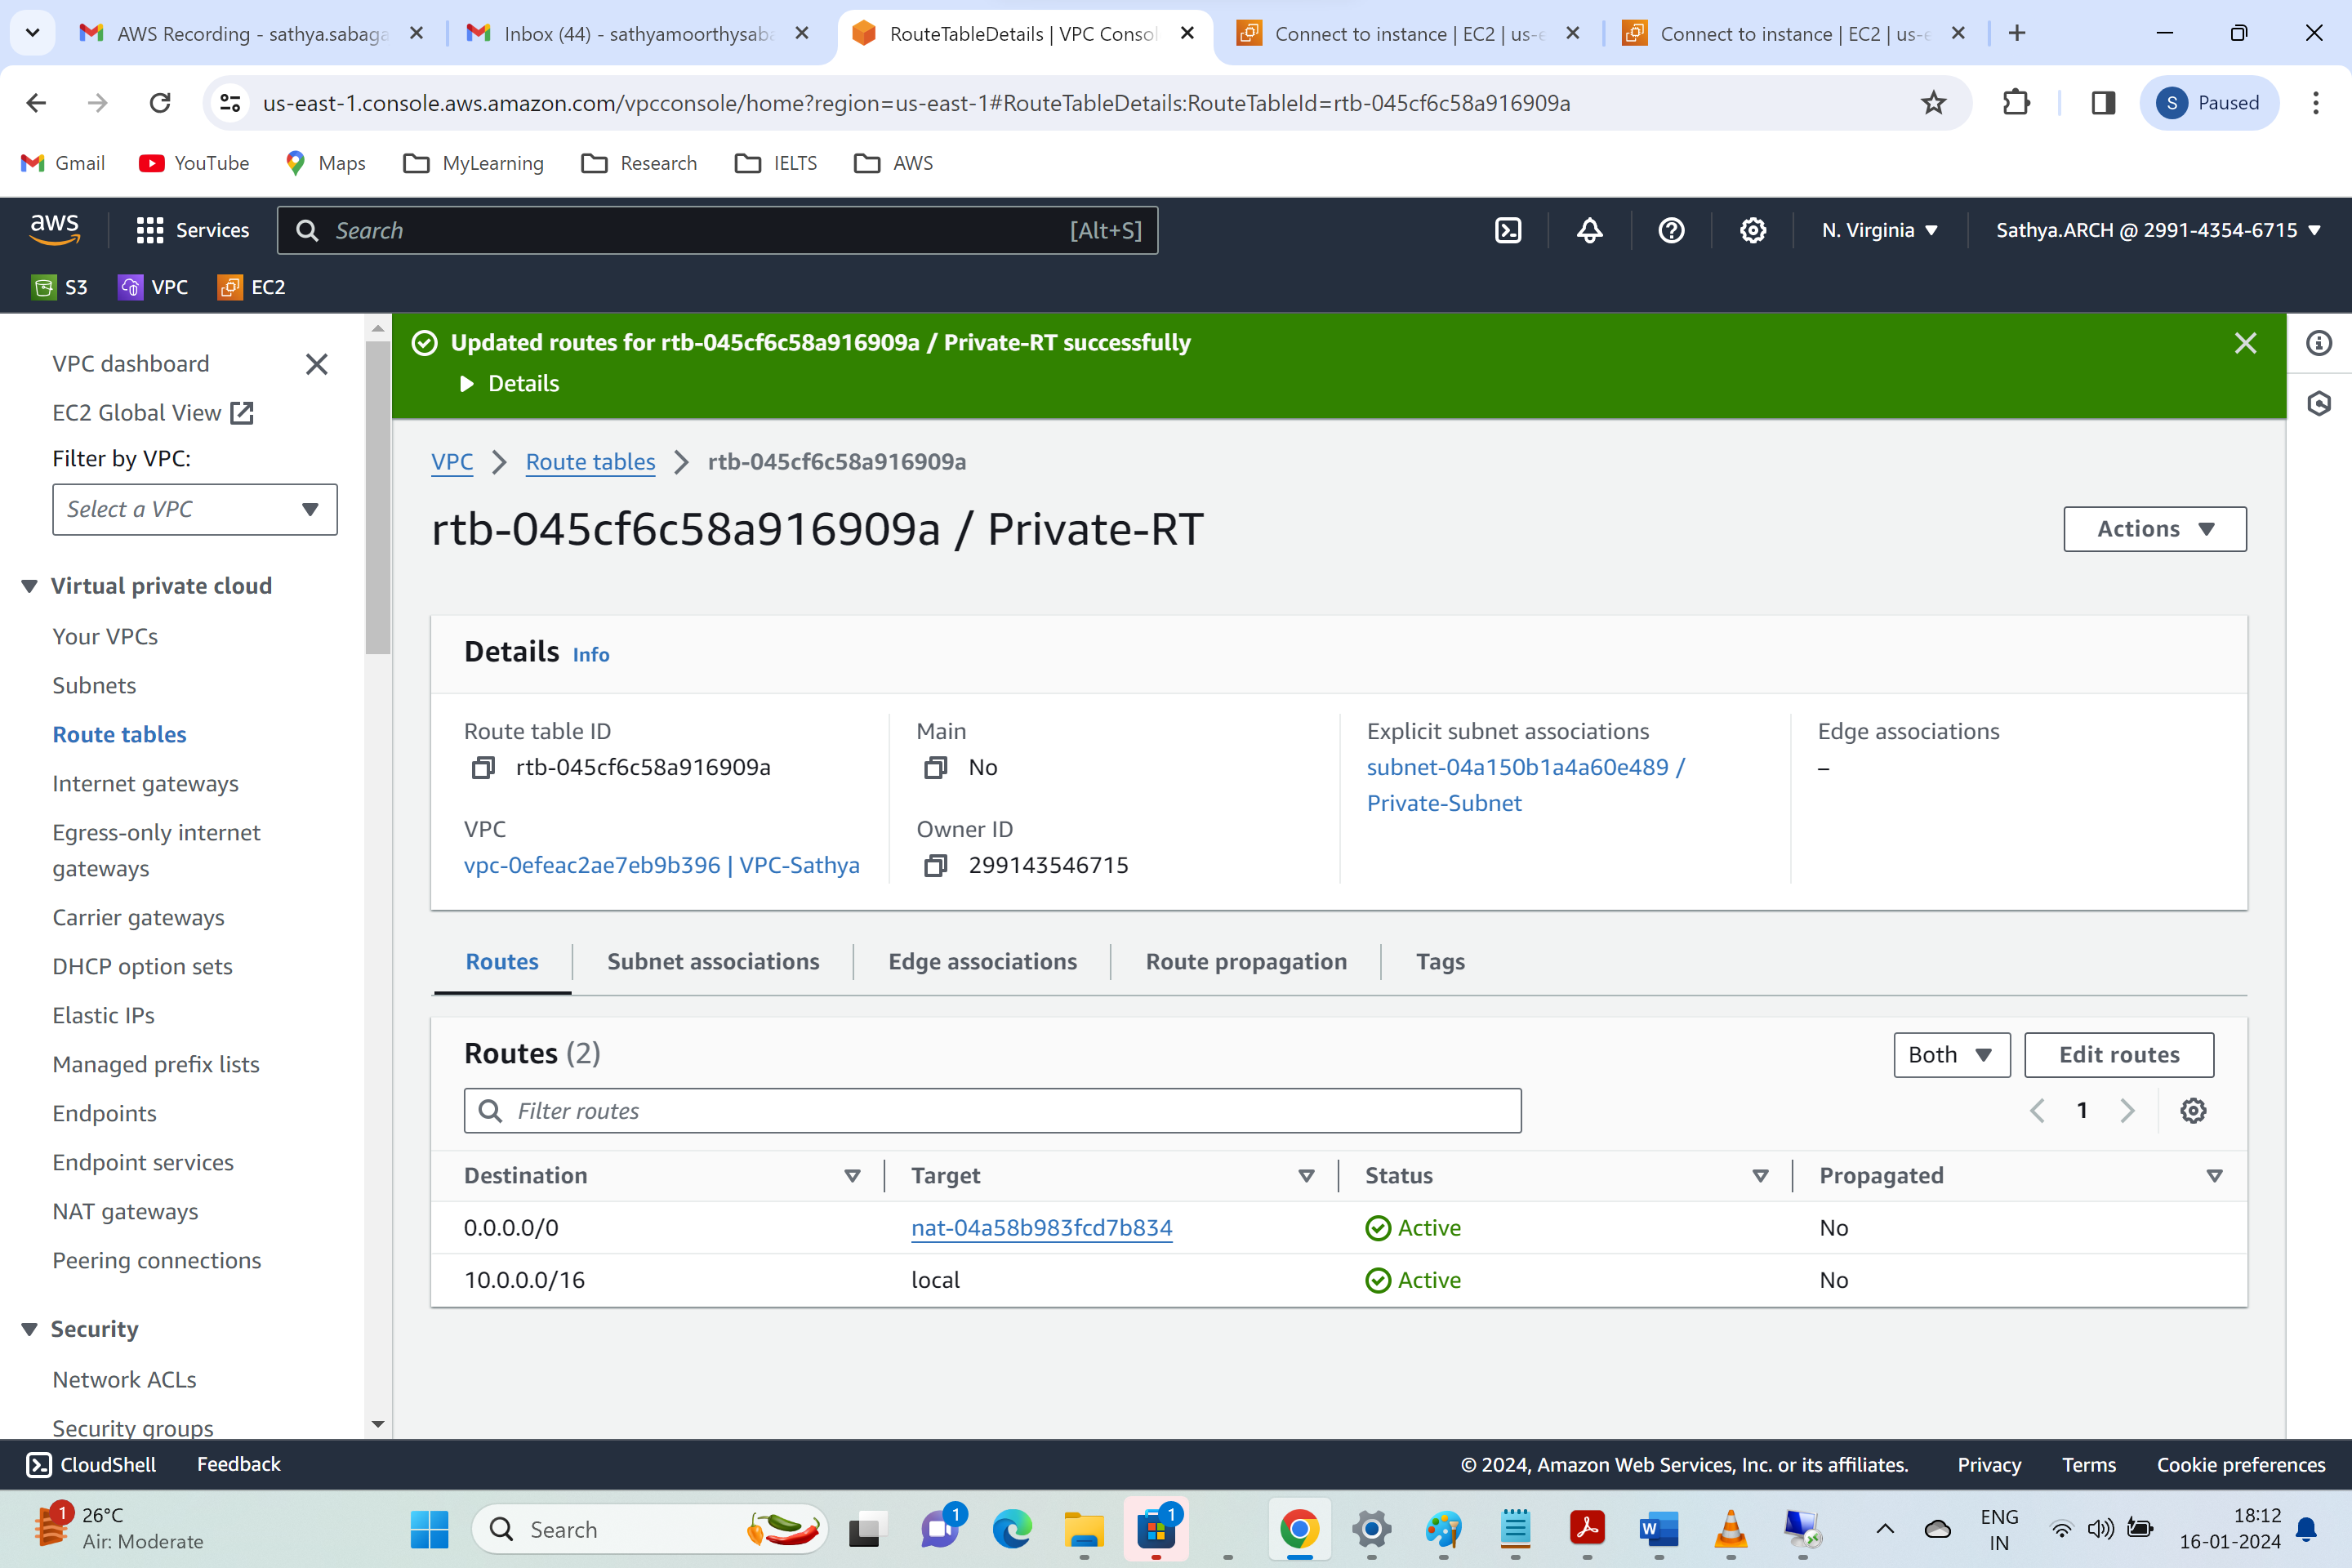 AWS Recording - sathya.sabaga
Inbox (44) - sathyamoorthysaba
RouteTableDetails | VPC Consol
Connect to instance | EC2 | us-e
Connect to instance | EC2 | us-e
us-east-1.console.aws.amazon.com/vpcconsole/home?region=us-east-1#RouteTableDetails:RouteTableId=rtb-045cf6c58a916909a
S Paused
Gmail
YouTube
Maps
MyLearning
Research
IELTS
AWS
aws
Services
Search [Alt+S]
N. Virginia
Sathya.ARCH @ 2991-4354-6715
S3
VPC
EC2
VPC dashboard
EC2 Global View
Filter by VPC:
Select a VPC
Virtual private cloud
Your VPCs
Subnets
Route tables
Internet gateways
Egress-only internet
gateways
Carrier gateways
DHCP option sets
Elastic IPs
Managed prefix lists
Endpoints
Endpoint services
NAT gateways
Peering connections
Security
Network ACLs
Security groups
Updated routes for rtb-045cf6c58a916909a / Private-RT successfully
Details
VPC > Route tables > rtb-045cf6c58a916909a
rtb-045cf6c58a916909a / Private-RT
Actions
Details Info
Route table ID
rtb-045cf6c58a916909a
Main
No
Explicit subnet associations
subnet-04a150b1a4a60e489 /
Private-Subnet
Edge associations
–
VPC
vpc-0efeac2ae7eb9b396 | VPC-Sathya
Owner ID
299143546715
Routes
Subnet associations
Edge associations
Route propagation
Tags
Routes (2)
Both
Edit routes
Filter routes
1
Destination Target Status Propagated
0.0.0.0/0 nat-04a58b983fcd7b834 Active No
10.0.0.0/16 local Active No
CloudShell
Feedback
© 2024, Amazon Web Services, Inc. or its affiliates.
Privacy
Terms
Cookie preferences
1
26°C
Air: Moderate
Search
1
1
W
ENG
IN
18:12
16-01-2024